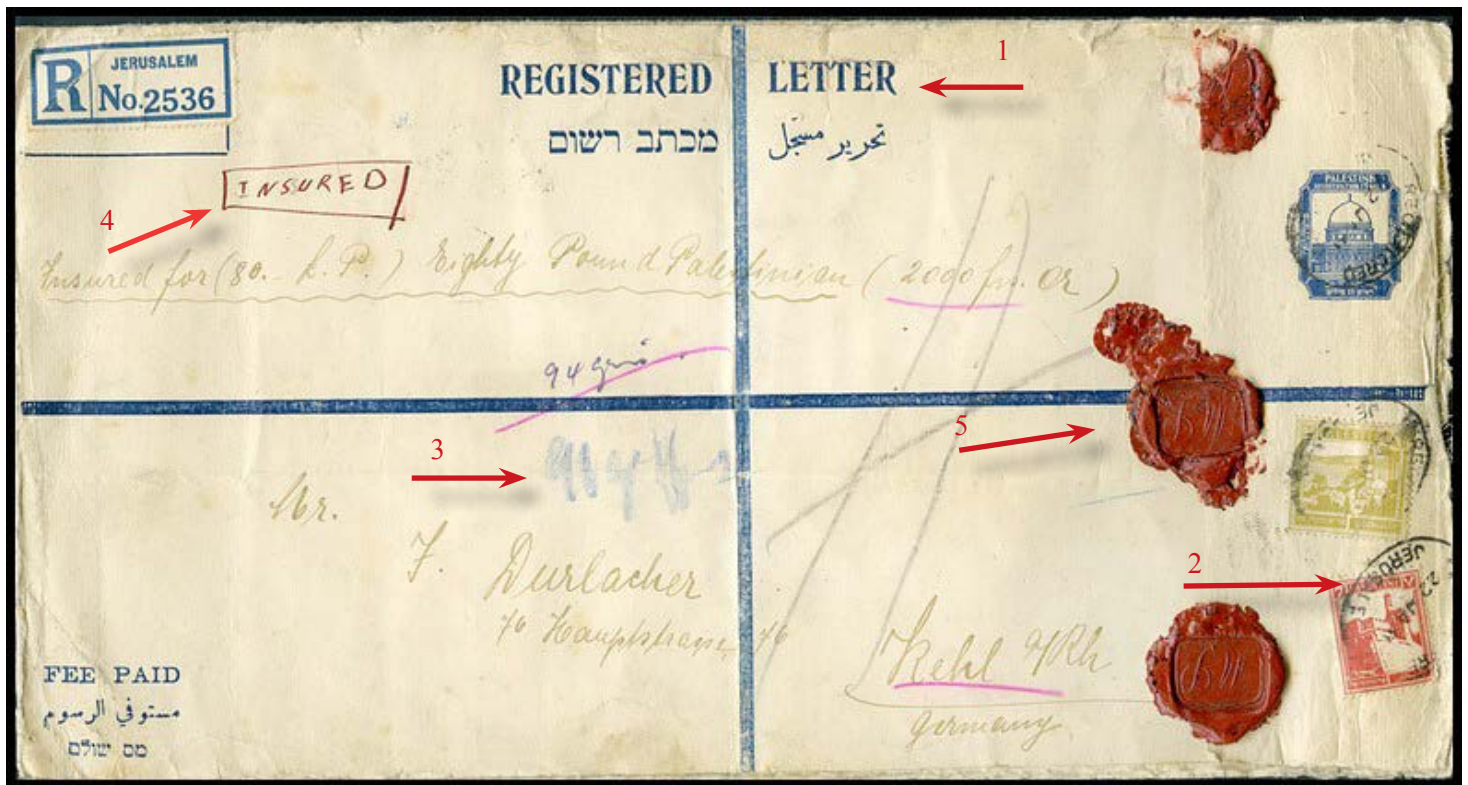 R JERUSALEM
No. 2536
REGISTERED LETTER
מכתב רשום
تحرير مسجل
1
INSURED
4
Insured for (80.- L. P.) Eighty Pound Palestinian ( 2000 fr. Or )
PALESTINE
3
5
2
Mr.
F. Durlacher
76 Hauptstrasse 76
Kehl a/Rh
Germany
FEE PAID
مستوفي الرسوم
מס שולם